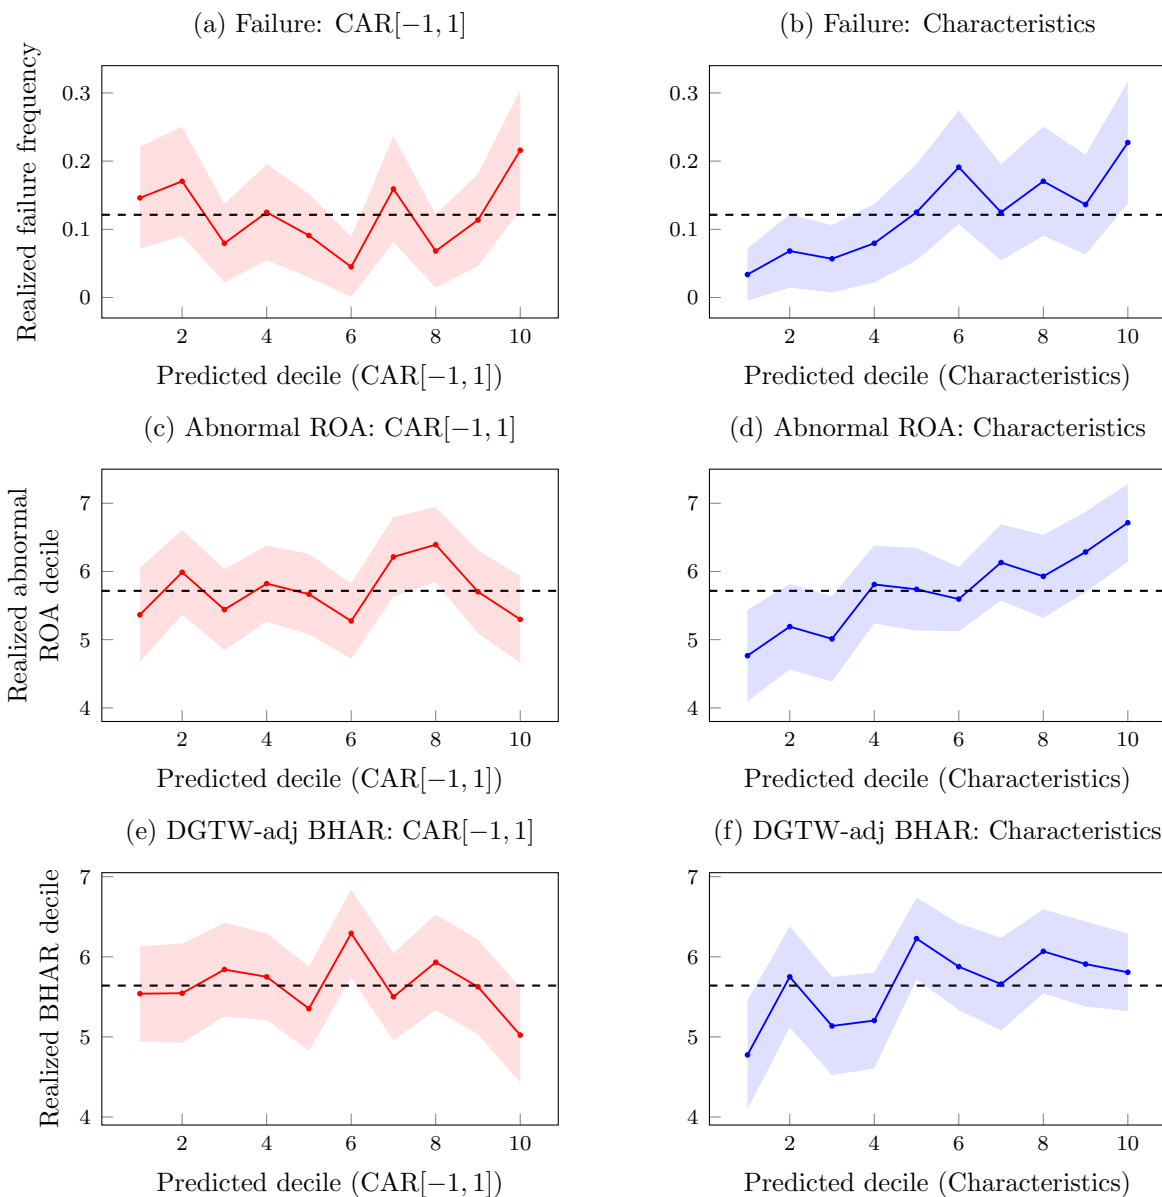 (a) Failure: CAR[−1, 1]
Realized failure frequency
0.3
0.2
0.1
0
2 4 6 8 10
Predicted decile (CAR[−1, 1])
(b) Failure: Characteristics
0.3
0.2
0.1
0
2 4 6 8 10
Predicted decile (Characteristics)
(c) Abnormal ROA: CAR[−1, 1]
Realized abnormal
ROA decile
7
6
5
4
2 4 6 8 10
Predicted decile (CAR[−1, 1])
(d) Abnormal ROA: Characteristics
7
6
5
4
2 4 6 8 10
Predicted decile (Characteristics)
(e) DGTW-adj BHAR: CAR[−1, 1]
Realized BHAR decile
7
6
5
4
2 4 6 8 10
Predicted decile (CAR[−1, 1])
(f) DGTW-adj BHAR: Characteristics
7
6
5
4
2 4 6 8 10
Predicted decile (Characteristics)